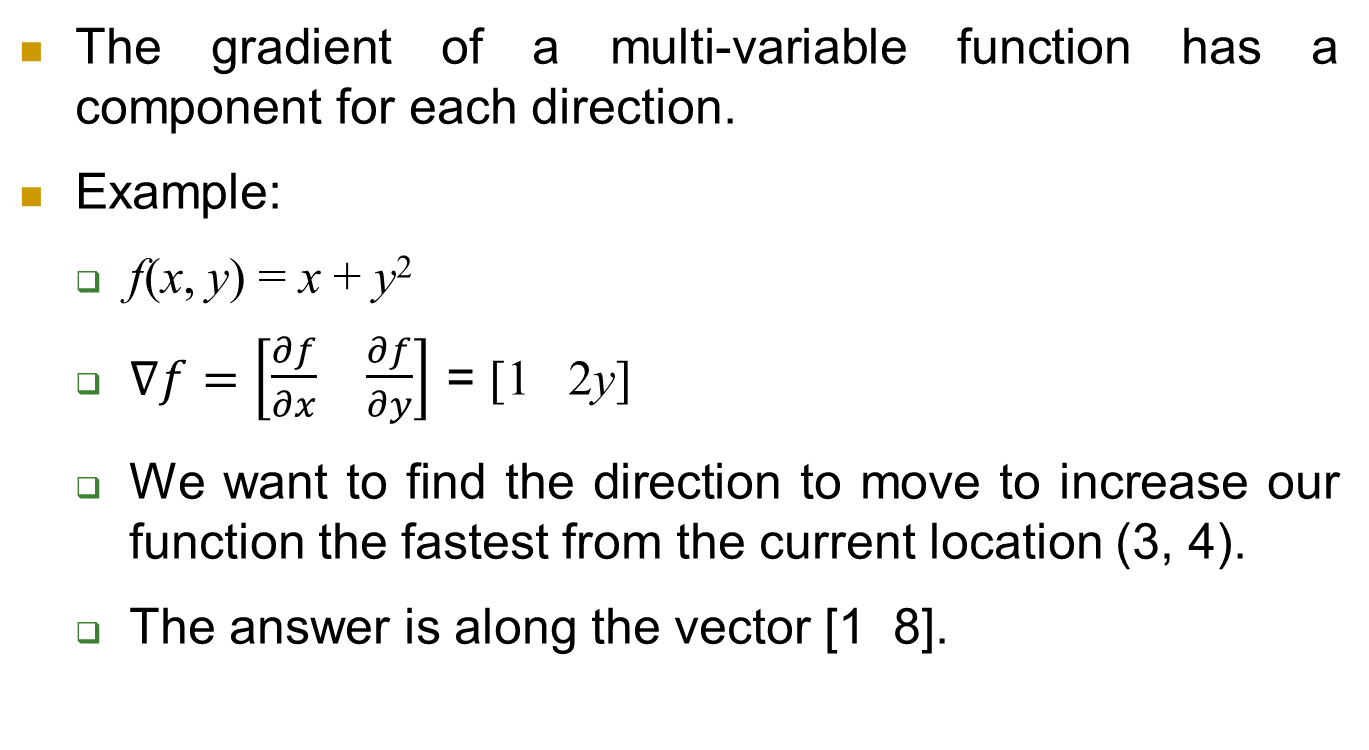 The gradient of a multi-variable function has a
component for each direction.
Example:
f(x, y) = x + y²
∇f = [∂f/∂x ∂f/∂y] = [1 2y]
We want to find the direction to move to increase our
function the fastest from the current location (3, 4).
The answer is along the vector [1 8].